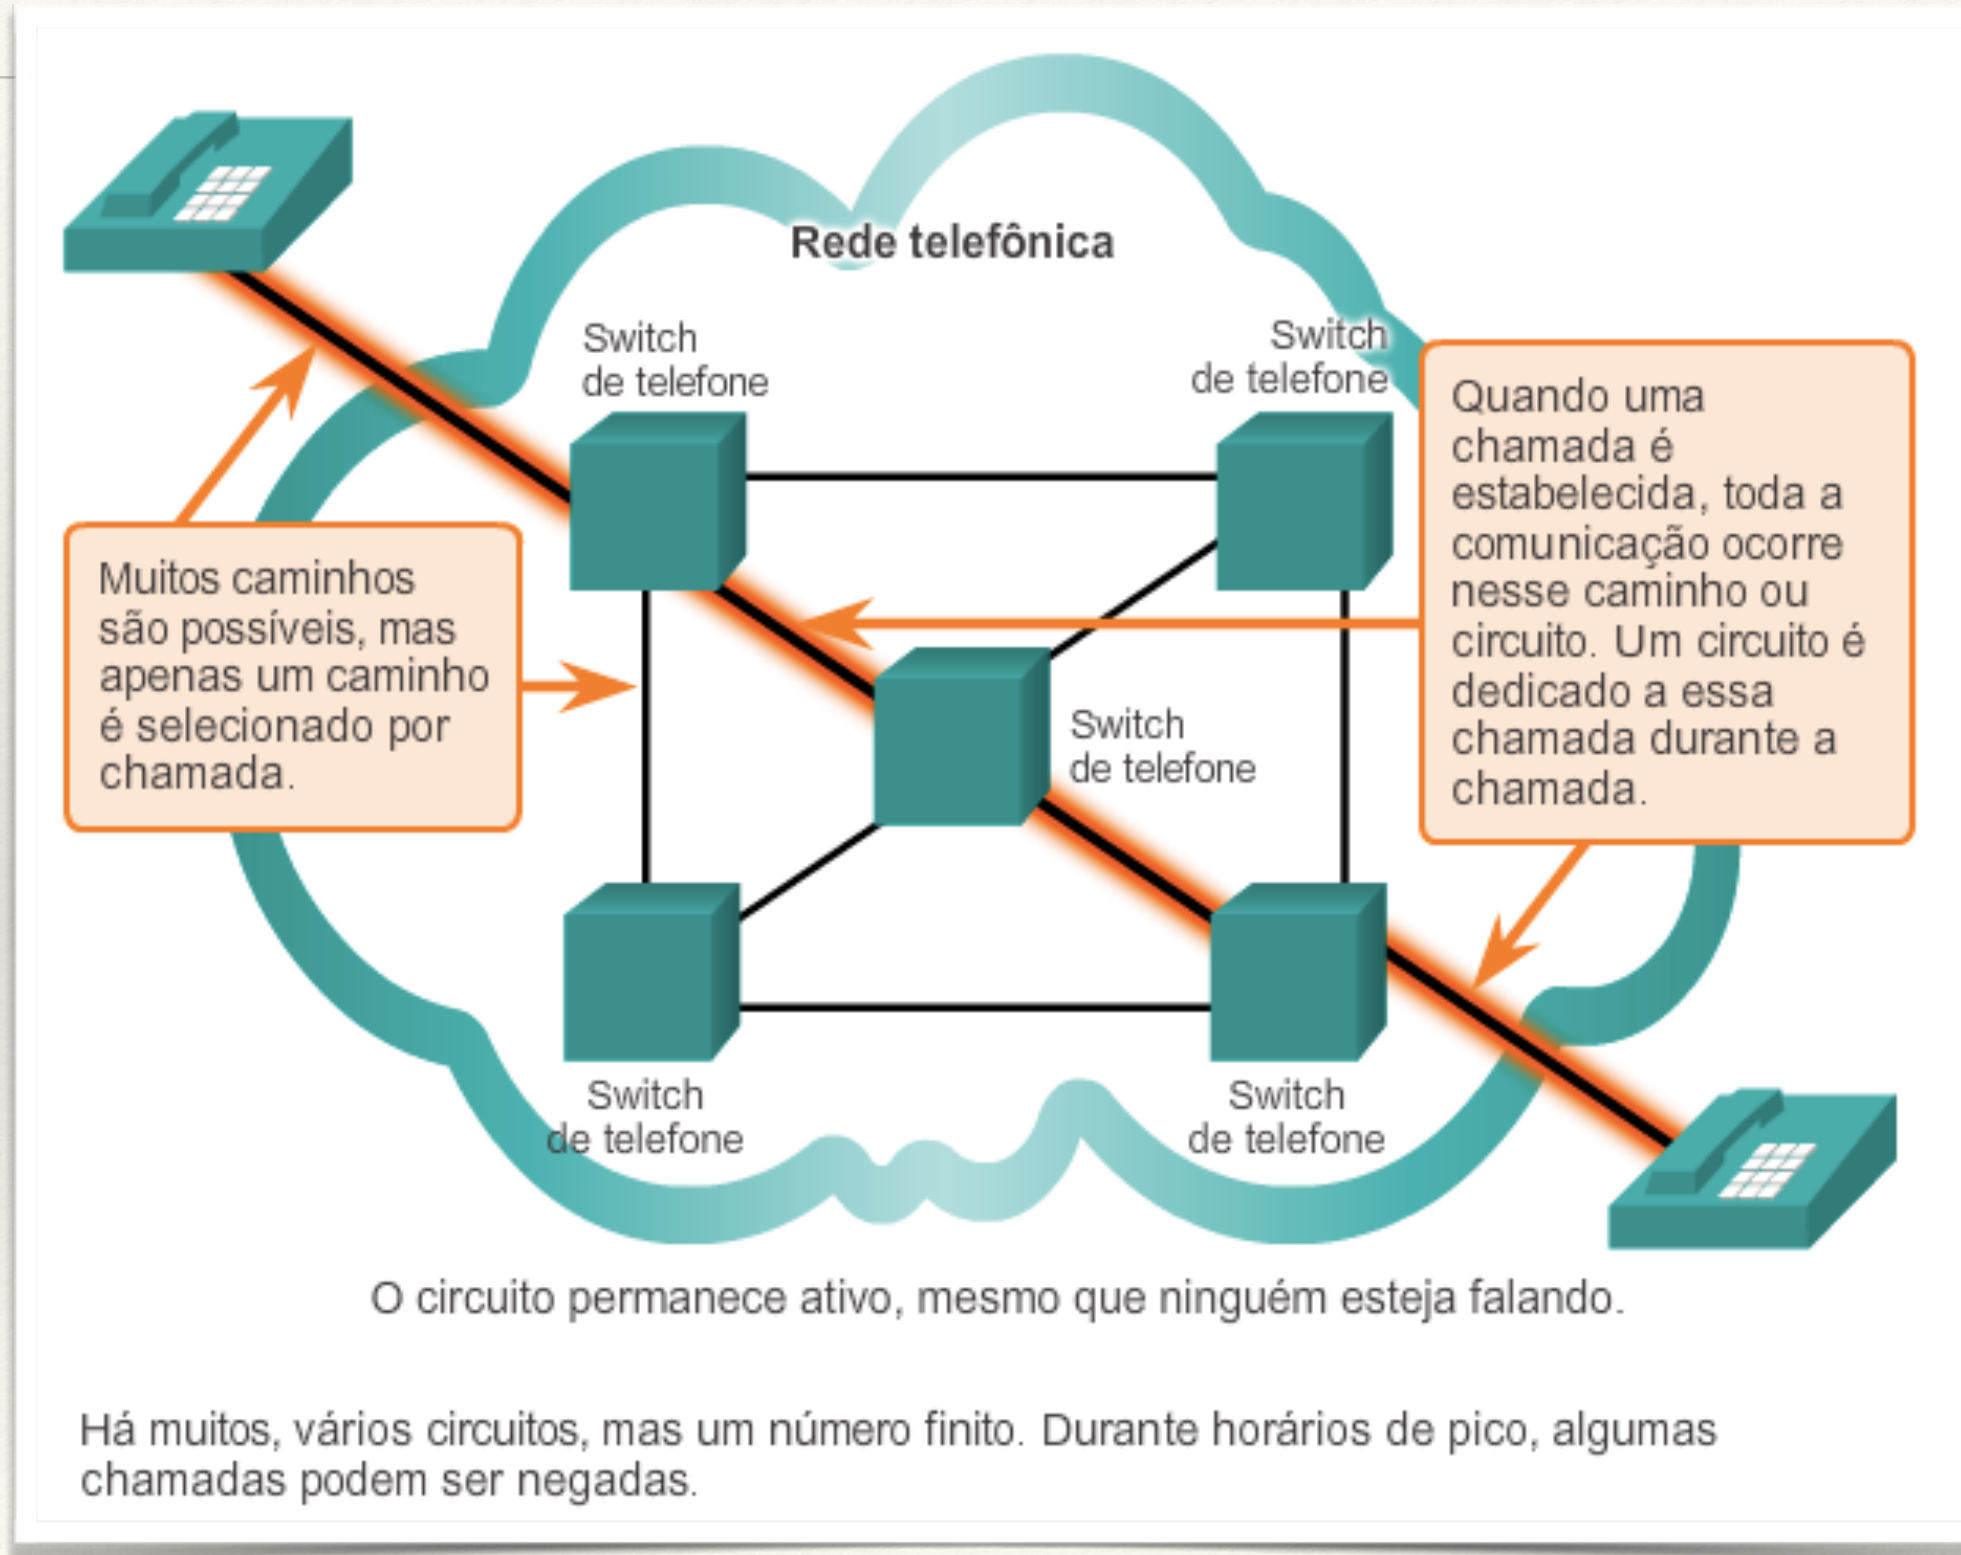 Rede telefônica
Switch
de telefone
Switch
de telefone
Quando uma
chamada é
estabelecida, toda a
comunicação ocorre
nesse caminho ou
circuito. Um circuito é
dedicado a essa
chamada durante a
chamada.
Muitos caminhos
são possíveis, mas
apenas um caminho
é selecionado por
chamada.
Switch
de telefone
Switch
de telefone
Switch
de telefone
O circuito permanece ativo, mesmo que ninguém esteja falando.
Há muitos, vários circuitos, mas um número finito. Durante horários de pico, algumas
chamadas podem ser negadas.